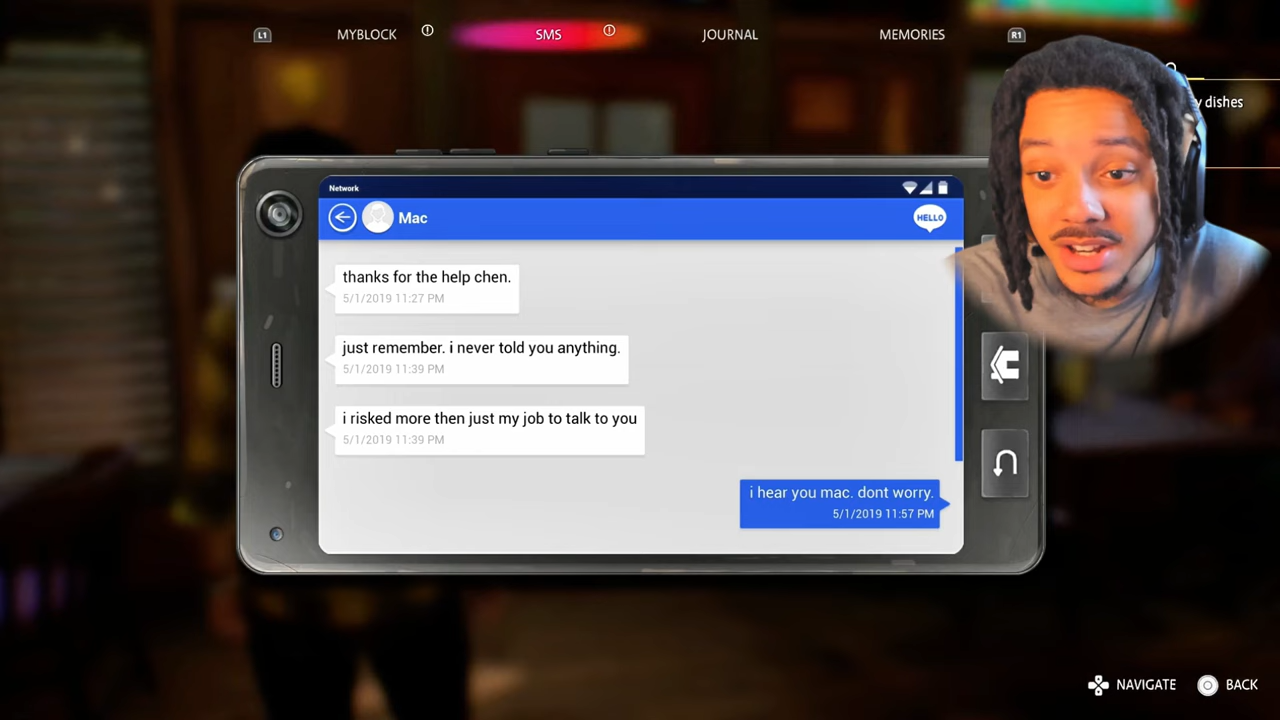 L1
MYBLOCK
SMS
JOURNAL
MEMORIES
R1
dishes
Network
Mac
HELLO
thanks for the help chen.
5/1/2019 11:27 PM
just remember. i never told you anything.
5/1/2019 11:39 PM
i risked more then just my job to talk to you
5/1/2019 11:39 PM
i hear you mac. dont worry.
5/1/2019 11:57 PM
NAVIGATE
BACK